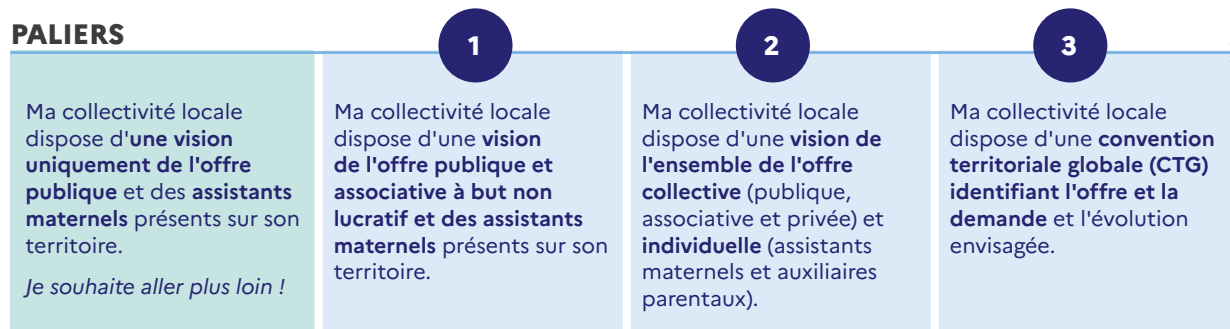 PALIERS
Ma collectivité locale
dispose d'une vision
uniquement de l'offre
publique et des assistants
maternels présents sur son
territoire.
Je souhaite aller plus loin !
1
Ma collectivité locale
dispose d'une vision
de l'offre publique et
associative à but non
lucratif et des assistants
maternels présents sur son
territoire.
2
Ma collectivité locale
dispose d'une vision de
l'ensemble de l'offre
collective (publique,
associative et privée) et
individuelle (assistants
maternels et auxiliaires
parentaux).
3
Ma collectivité locale
dispose d'une convention
territoriale globale (CTG)
identifiant l'offre et la
demande et l'évolution
envisagée.